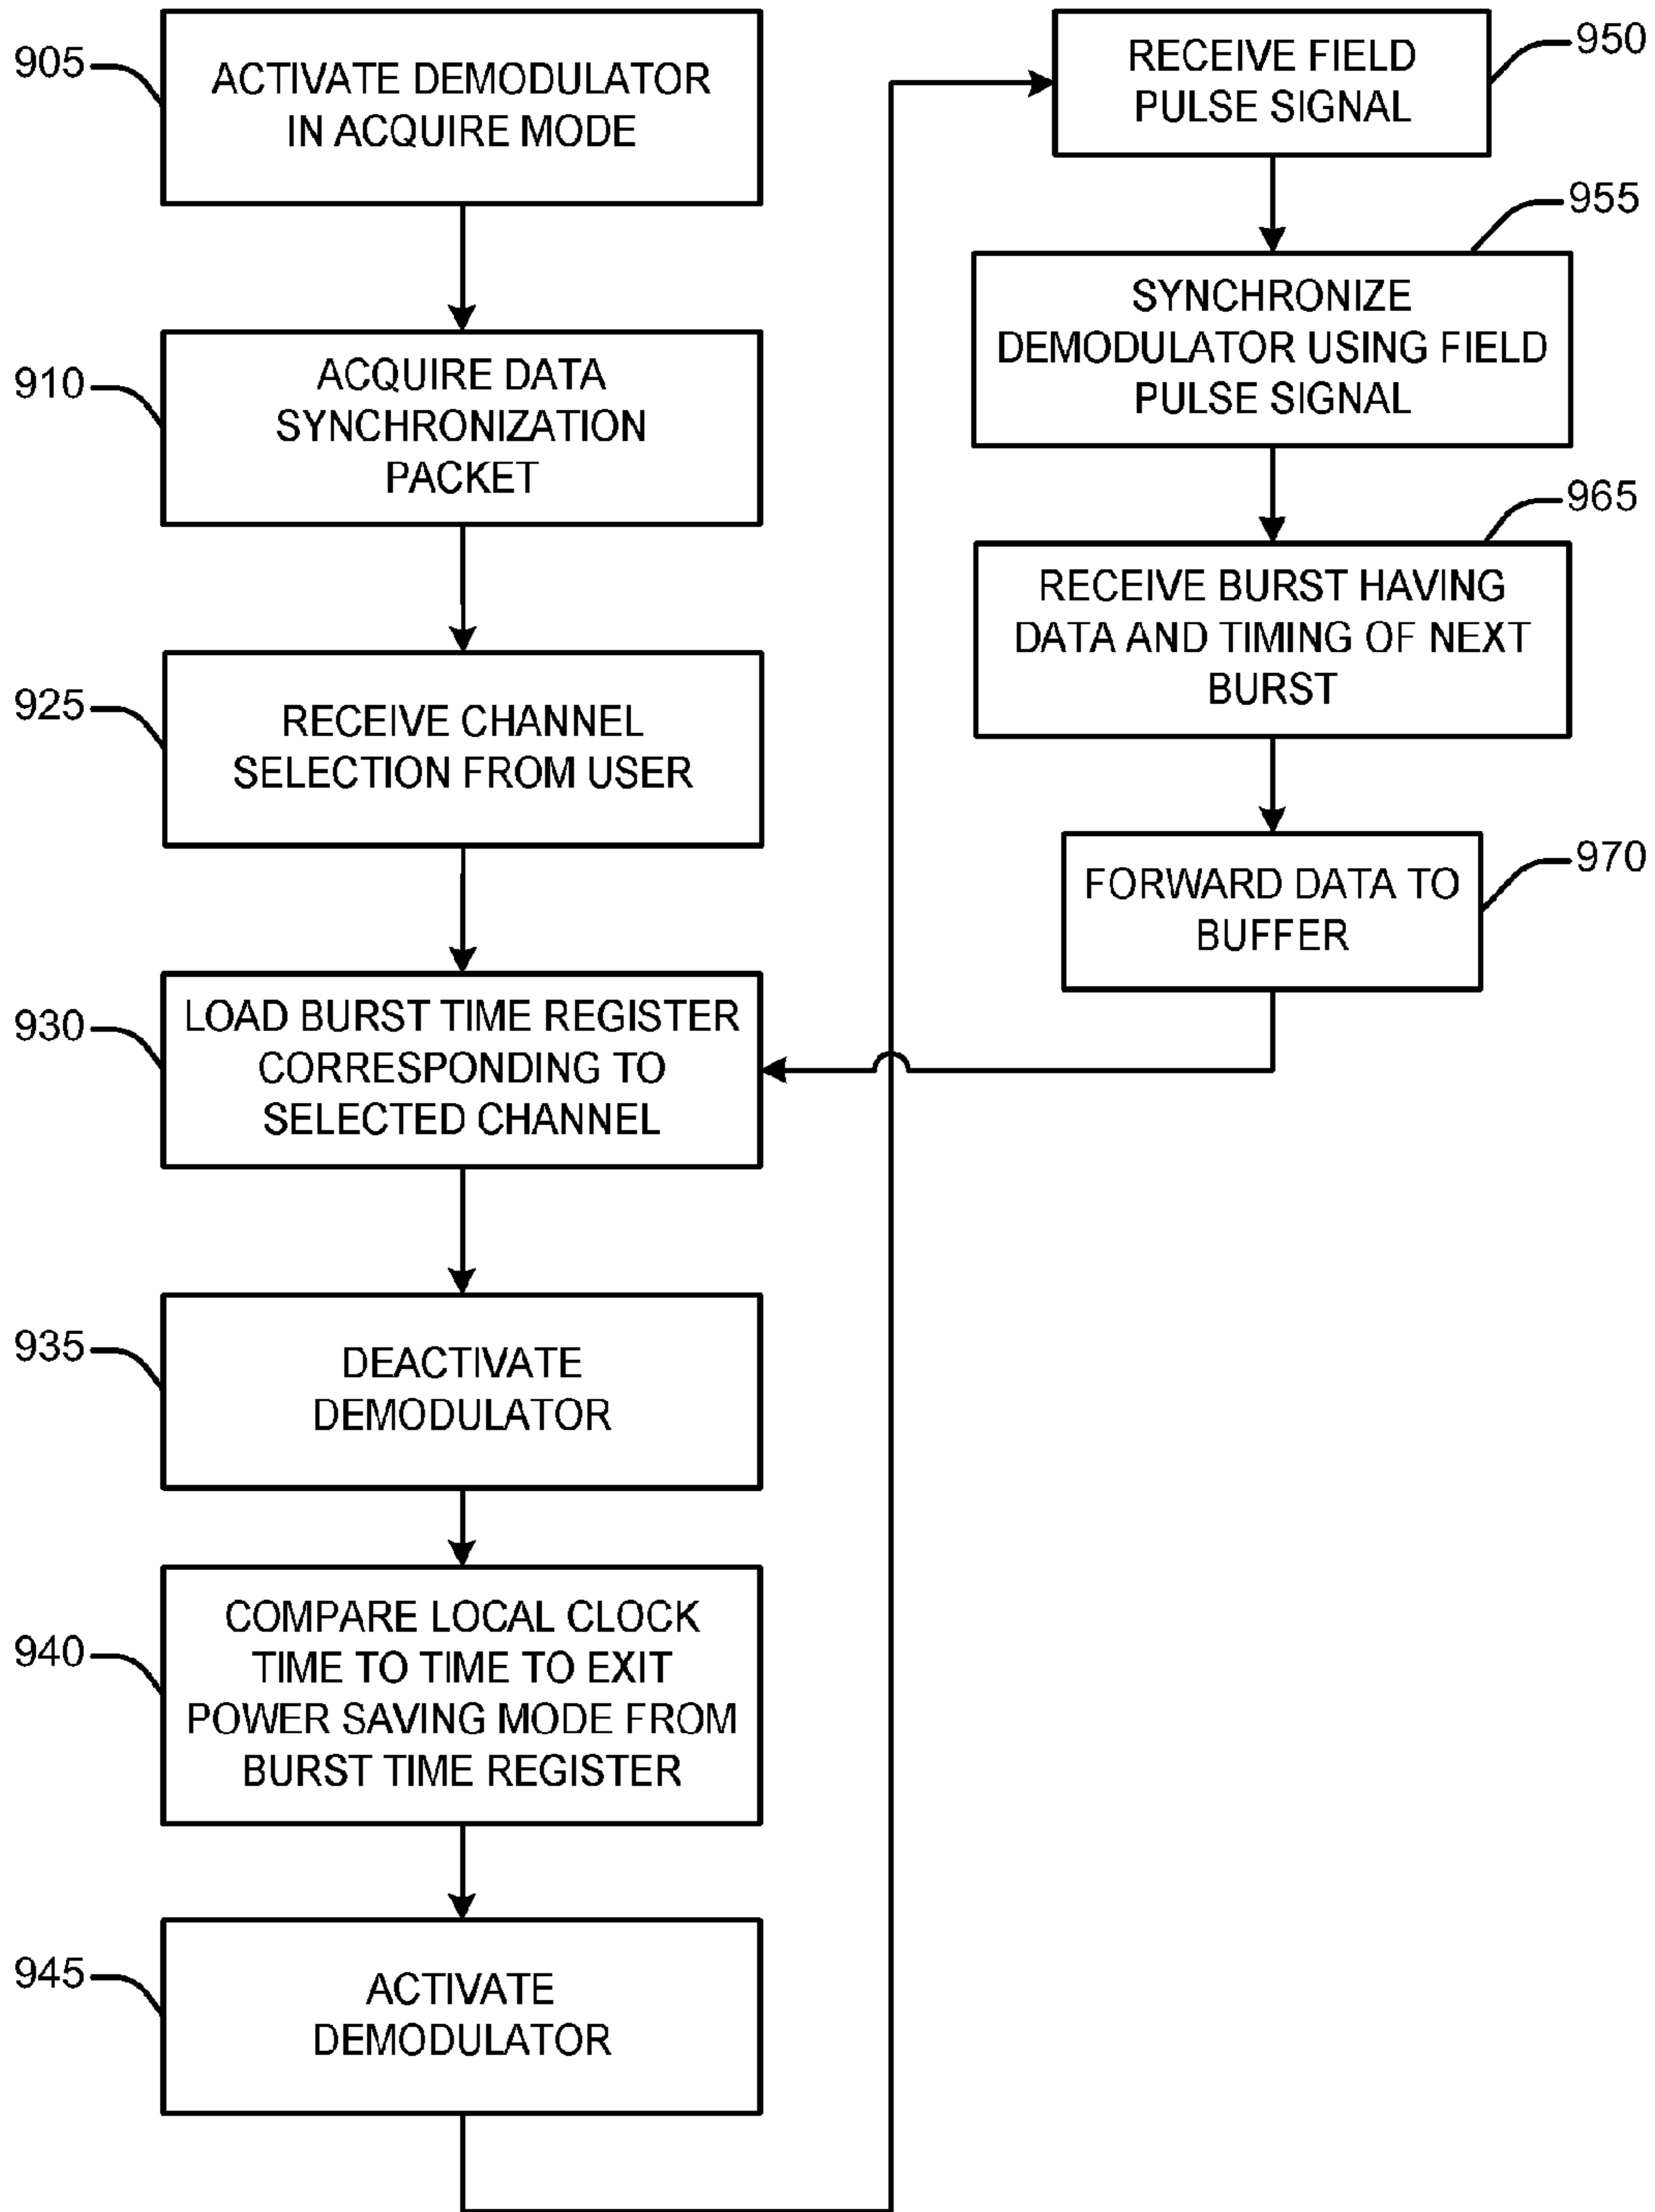 905
ACTIVATE DEMODULATOR
IN ACQUIRE MODE
910
ACQUIRE DATA
SYNCHRONIZATION
PACKET
925
RECEIVE CHANNEL
SELECTION FROM USER
930
LOAD BURST TIME REGISTER
CORRESPONDING TO
SELECTED CHANNEL
935
DEACTIVATE
DEMODULATOR
940
COMPARE LOCAL CLOCK
TIME TO TIME TO EXIT
POWER SAVING MODE FROM
BURST TIME REGISTER
945
ACTIVATE
DEMODULATOR
950
RECEIVE FIELD
PULSE SIGNAL
955
SYNCHRONIZE
DEMODULATOR USING FIELD
PULSE SIGNAL
965
RECEIVE BURST HAVING
DATA AND TIMING OF NEXT
BURST
970
FORWARD DATA TO
BUFFER